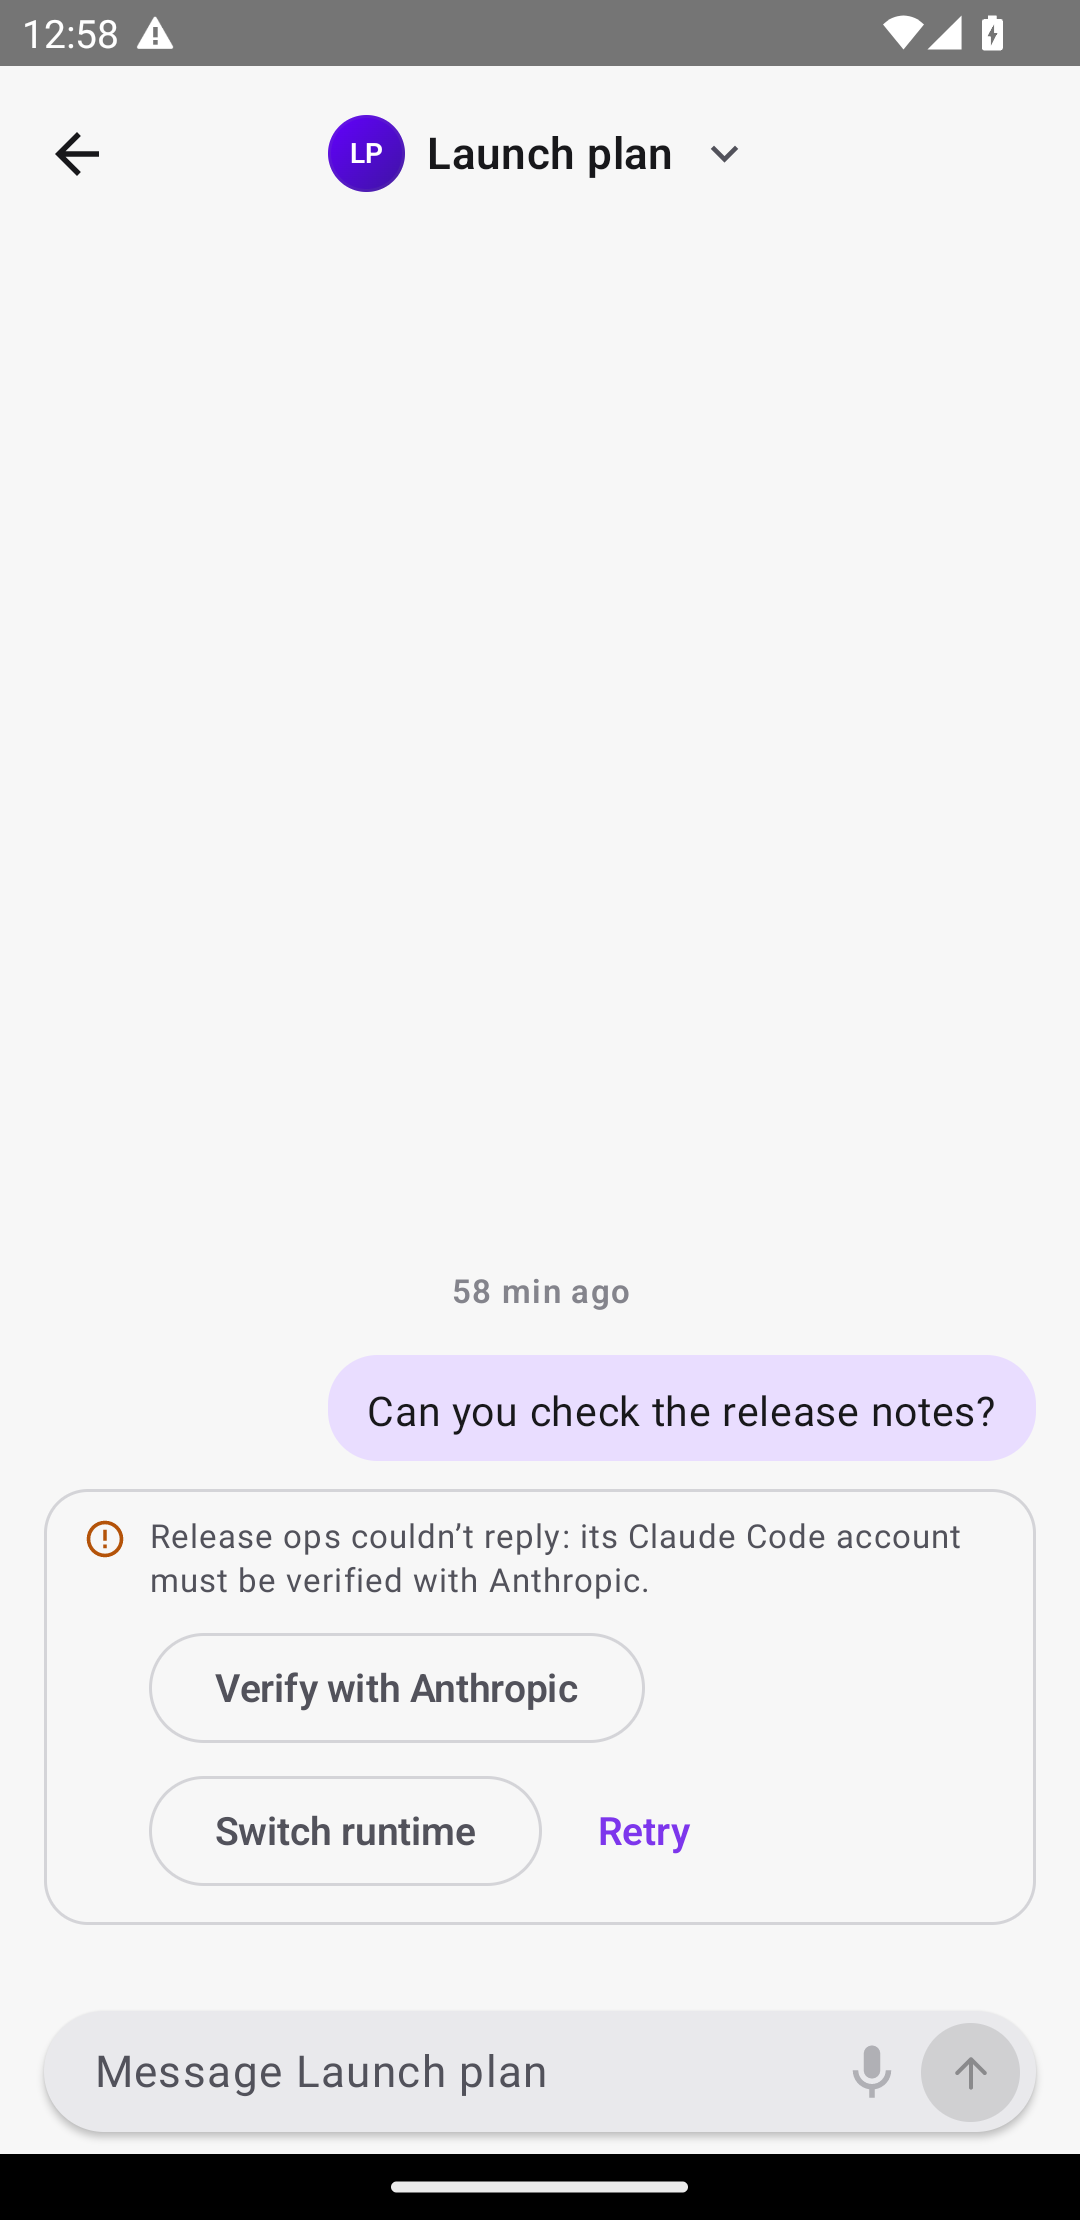 12:58
LP
Launch plan
58 min ago
Can you check the release notes?
Release ops couldn’t reply: its Claude Code account
must be verified with Anthropic.
Verify with Anthropic
Switch runtime
Retry
Message Launch plan